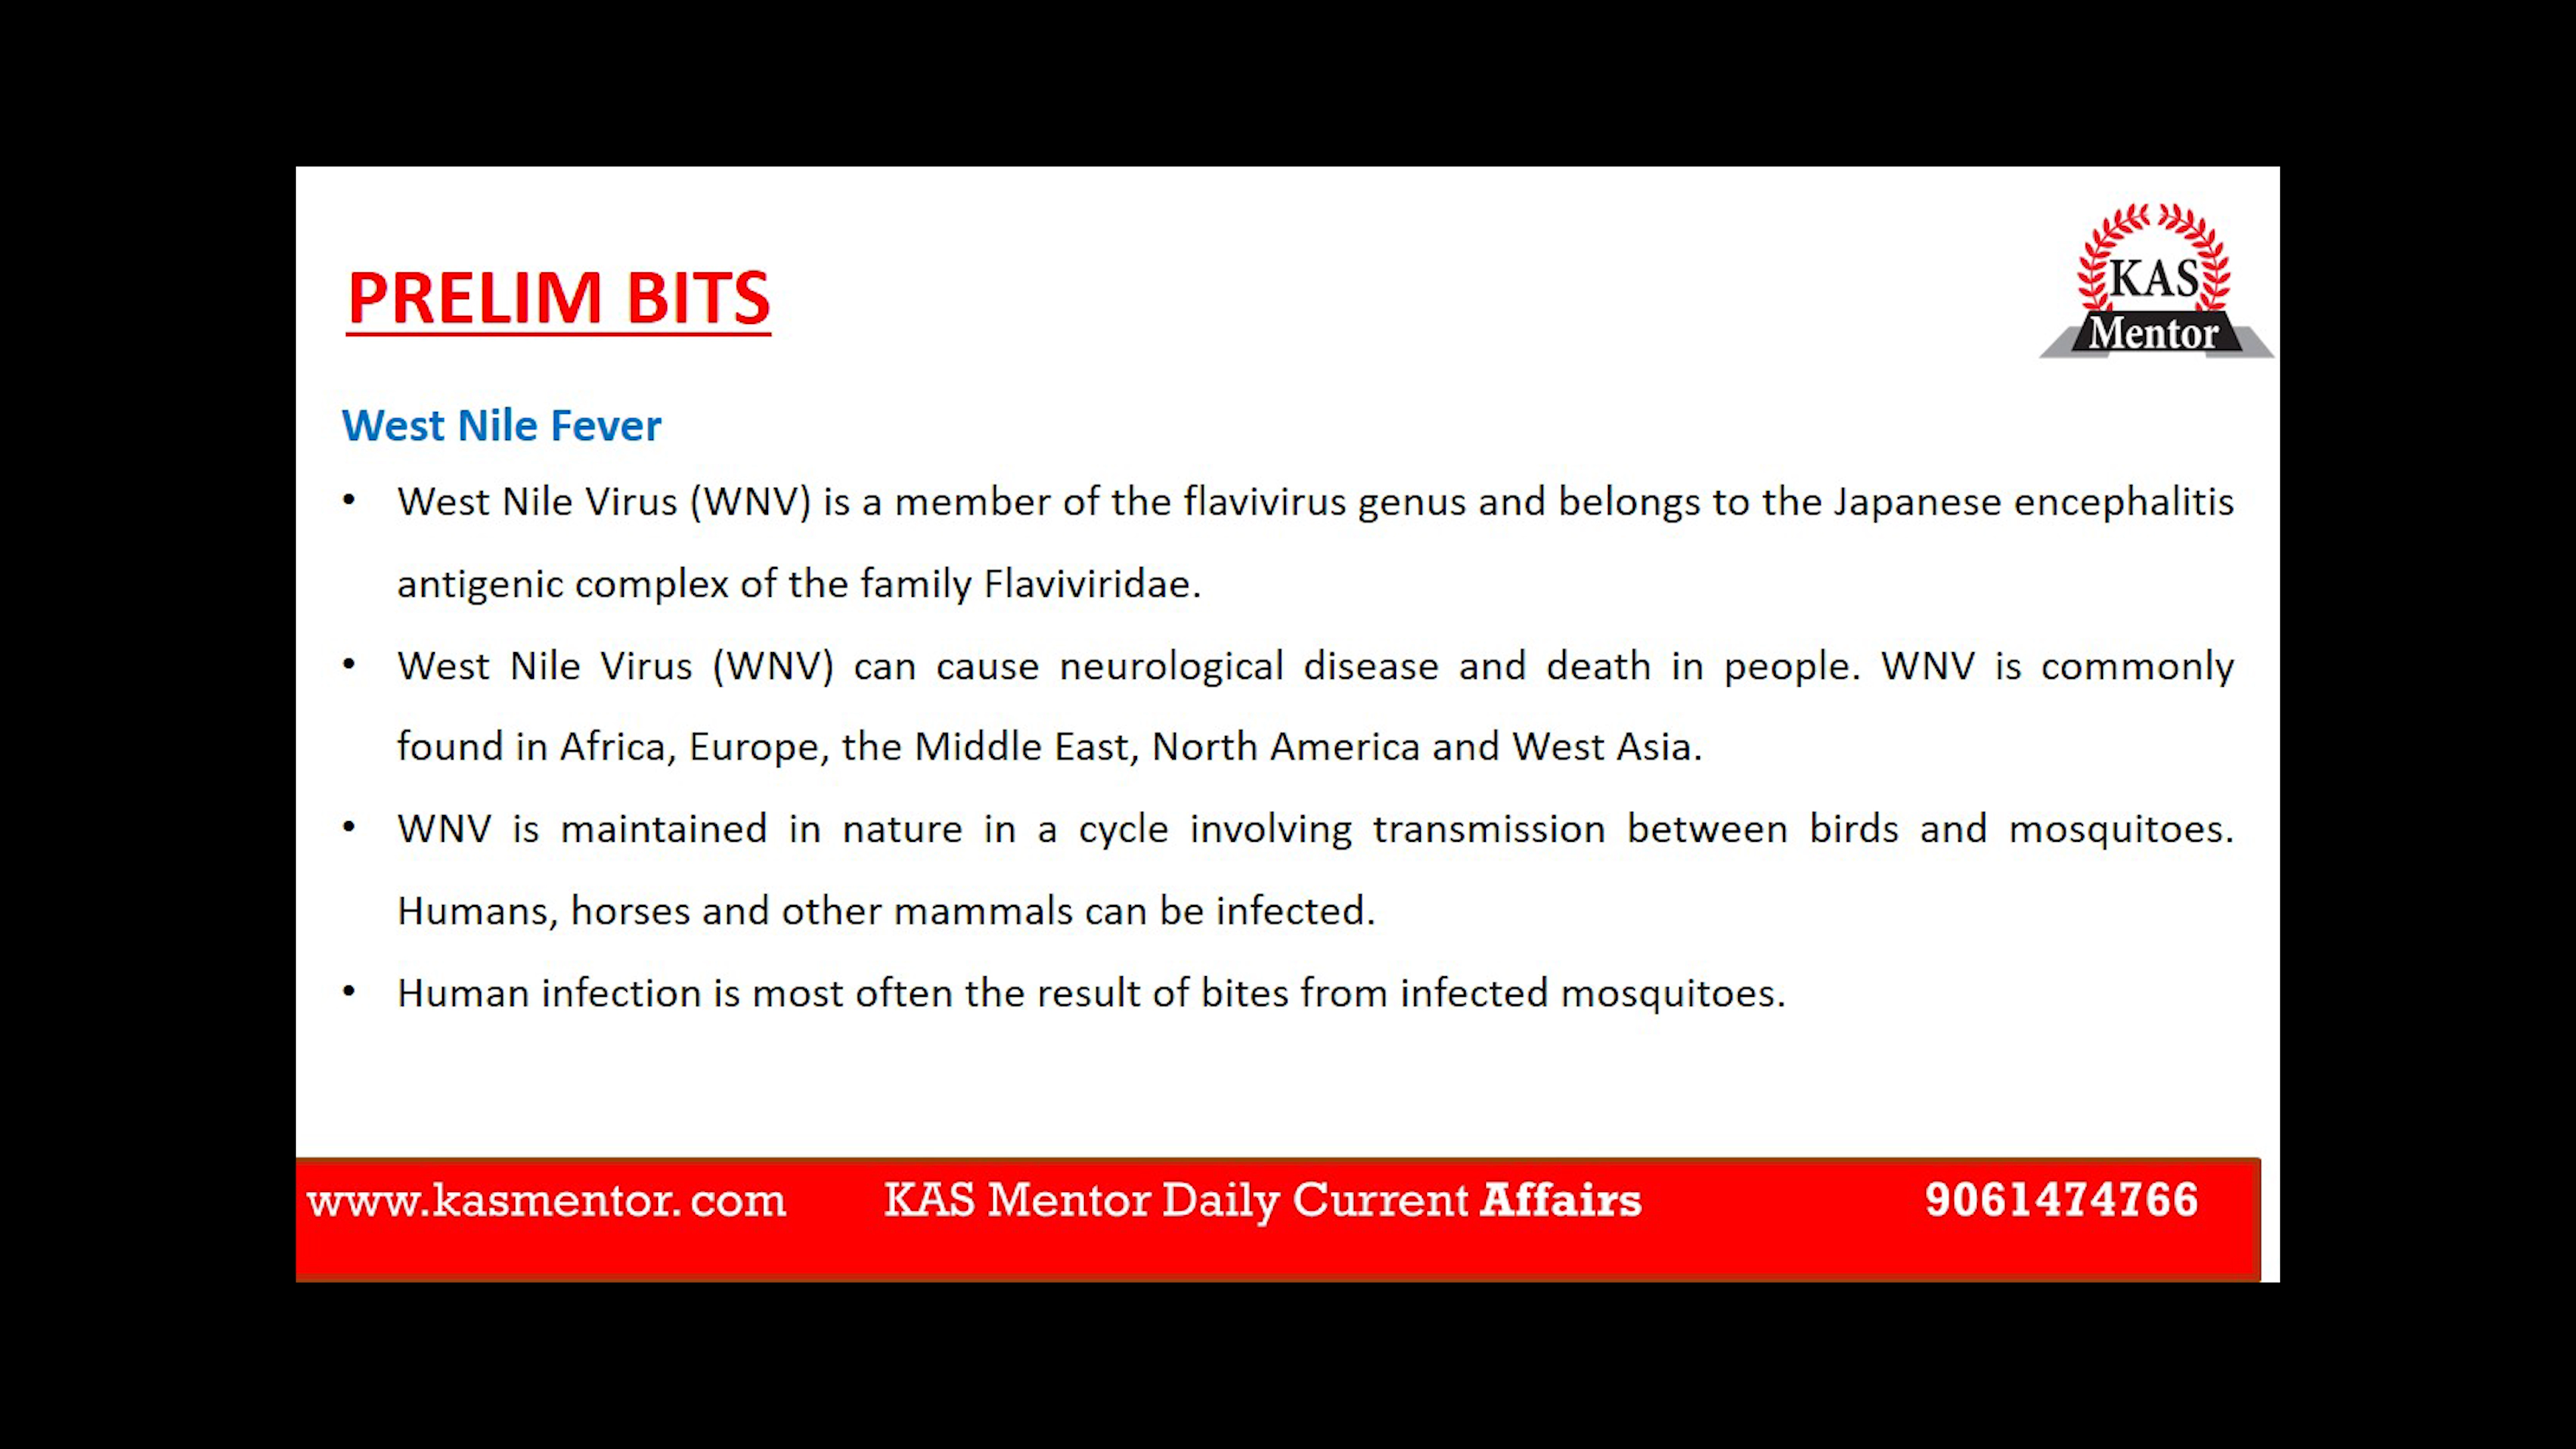 PRELIM BITS
KAS
Mentor
West Nile Fever
• West Nile Virus (WNV) is a member of the flavivirus genus and belongs to the Japanese encephalitis
antigenic complex of the family Flaviviridae.
• West Nile Virus (WNV) can cause neurological disease and death in people. WNV is commonly
found in Africa, Europe, the Middle East, North America and West Asia.
• WNV is maintained in nature in a cycle involving transmission between birds and mosquitoes.
Humans, horses and other mammals can be infected.
• Human infection is most often the result of bites from infected mosquitoes.
www.kasmentor. com KAS Mentor Daily Current Affairs 9061474766